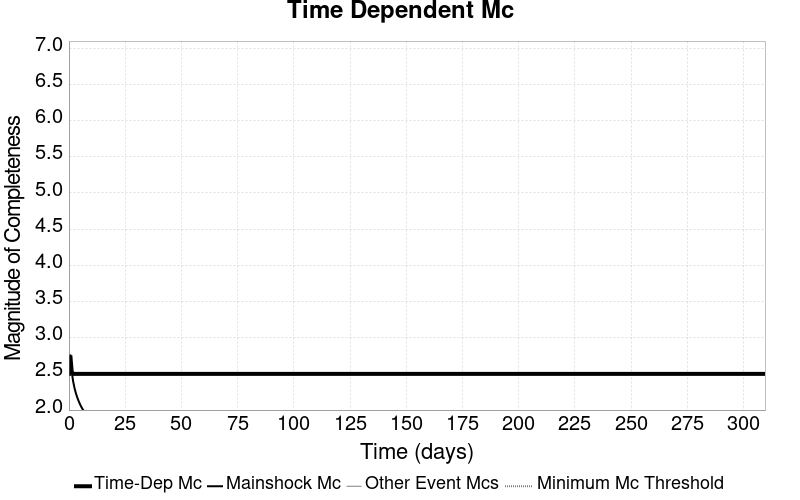 Time Dependent Mc
Magnitude of Completeness
7.0
6.5
6.0
5.5
5.0
4.5
4.0
3.5
3.0
2.5
2.0
0 25 50 75 100 125 150 175 200 225 250 275 300
Time (days)
Time-Dep Mc Mainshock Mc Other Event Mcs Minimum Mc Threshold